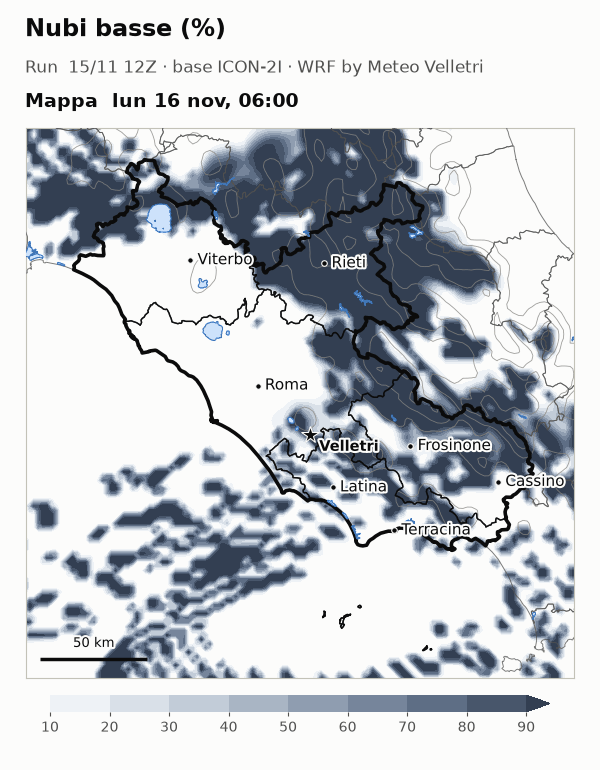 Nubi basse (%)
Run  15/11 12Z · base ICON-2I · WRF by Meteo Velletri
Mappa  lun 16 nov, 06:00
Viterbo
Rieti
Roma
Velletri
Frosinone
Latina
Cassino
Terracina
50 km
10 20 30 40 50 60 70 80 90